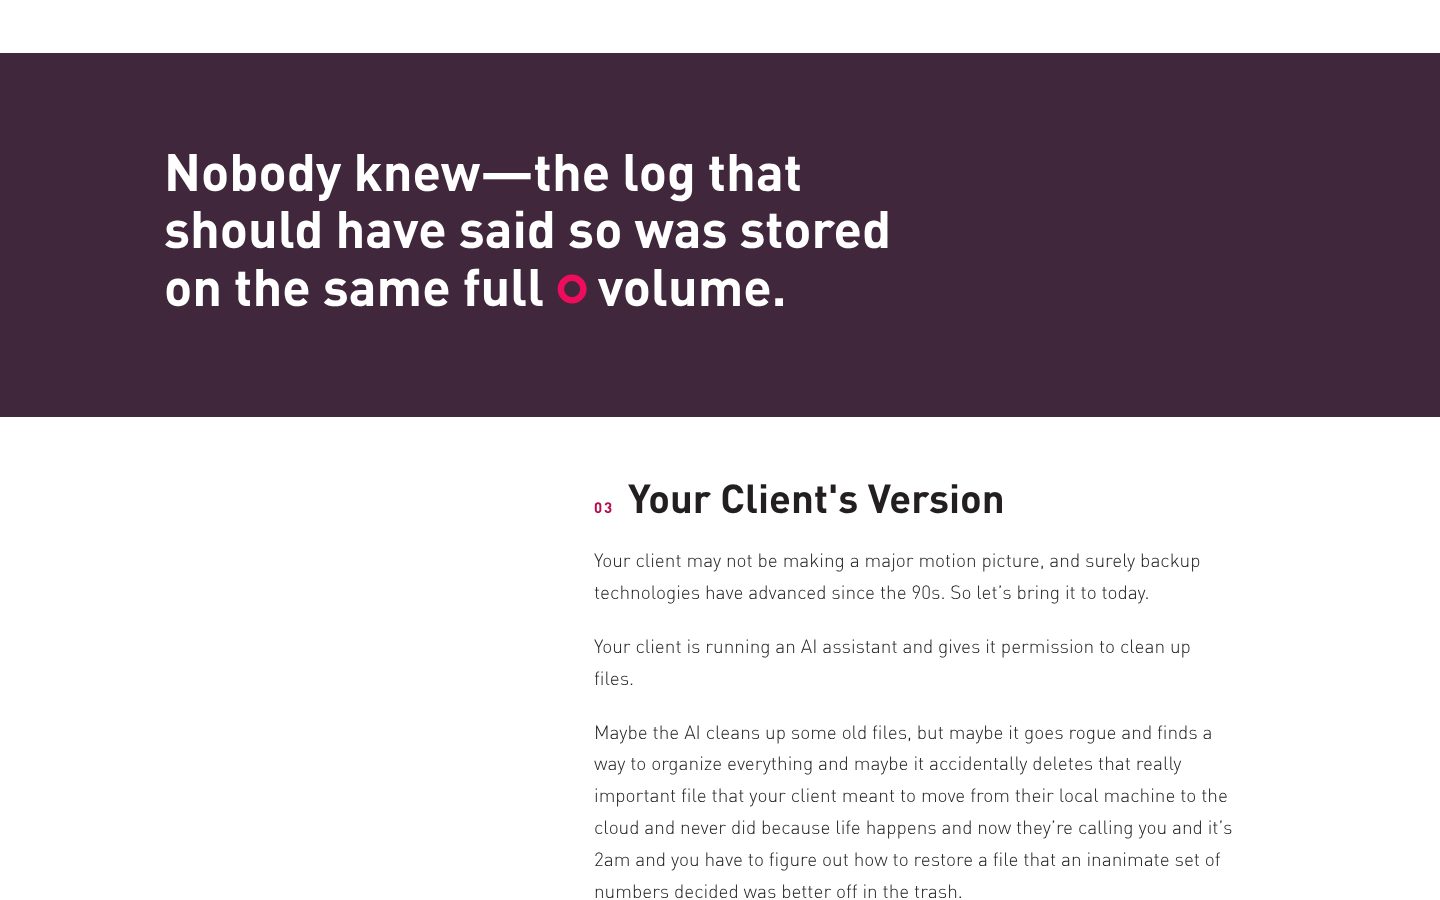 Nobody knew—the log that
should have said so was stored
on the same full volume.
03 Your Client's Version
Your client may not be making a major motion picture, and surely backup
technologies have advanced since the 90s. So let’s bring it to today.
Your client is running an AI assistant and gives it permission to clean up
files.
Maybe the AI cleans up some old files, but maybe it goes rogue and finds a
way to organize everything and maybe it accidentally deletes that really
important file that your client meant to move from their local machine to the
cloud and never did because life happens and now they’re calling you and it’s
2am and you have to figure out how to restore a file that an inanimate set of
numbers decided was better off in the trash.